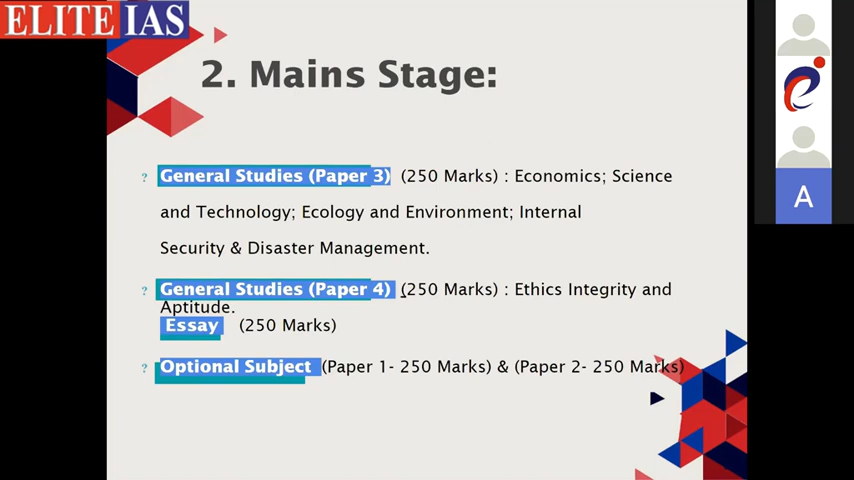 ELITE IAS
2. Mains Stage:
? General Studies (Paper 3) (250 Marks) : Economics; Science
and Technology; Ecology and Environment; Internal
Security & Disaster Management.
? General Studies (Paper 4) (250 Marks) : Ethics Integrity and
Aptitude.
Essay (250 Marks)
? Optional Subject (Paper 1- 250 Marks) & (Paper 2- 250 Marks)
e
A